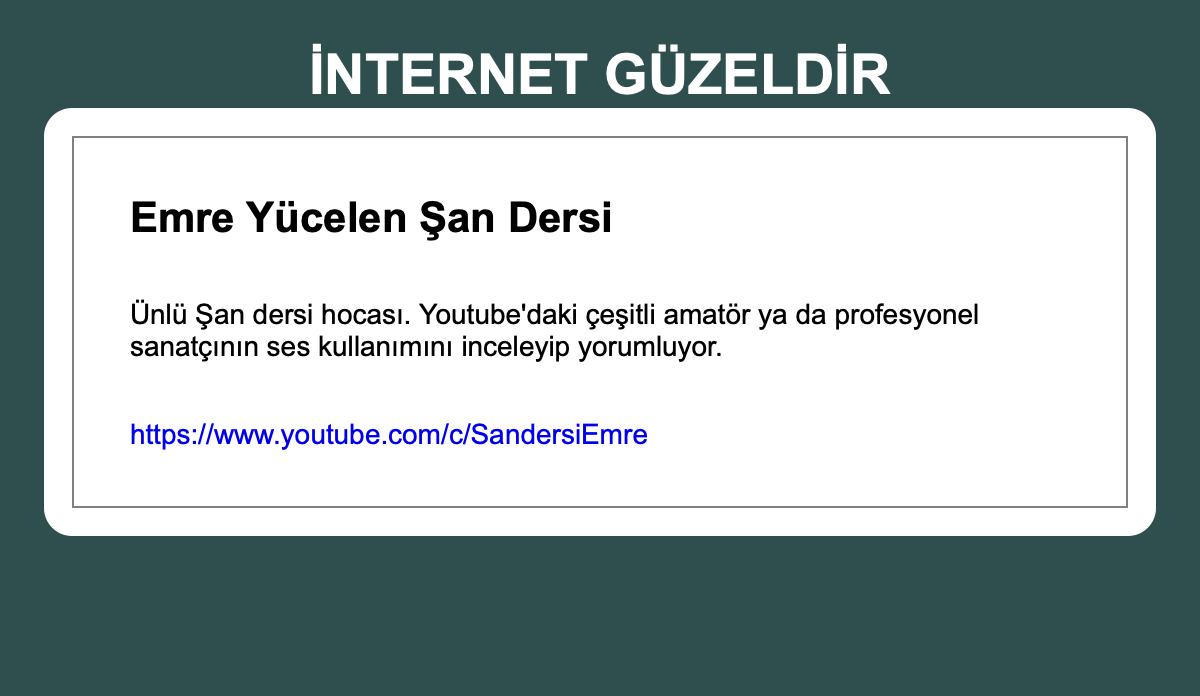 İNTERNET GÜZELDİR
Emre Yücelen Şan Dersi
Ünlü Şan dersi hocası. Youtube'daki çeşitli amatör ya da profesyonel
sanatçının ses kullanımını inceleyip yorumluyor.
https://www.youtube.com/c/SandersiEmre